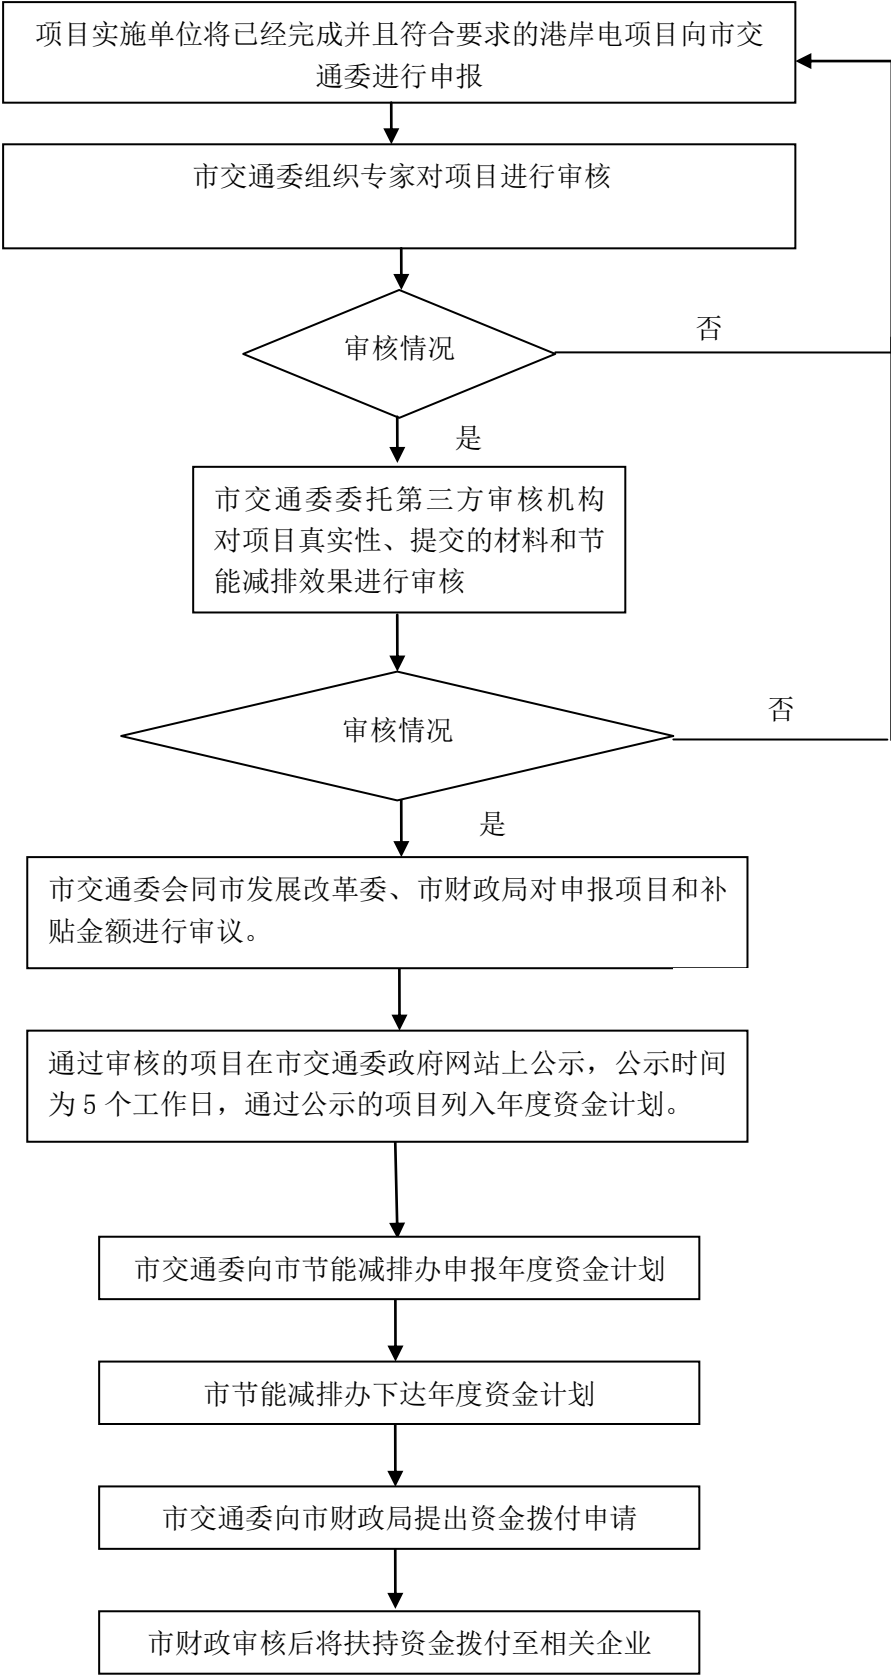 项目实施单位将已经完成并且符合要求的港岸电项目向市交
通委进行申报
市交通委组织专家对项目进行审核
审核情况
否
是
市交通委委托第三方审核机构
对项目真实性、提交的材料和节
能减排效果进行审核
审核情况
否
是
市交通委会同市发展改革委、市财政局对申报项目和补
贴金额进行审议。
通过审核的项目在市交通委政府网站上公示，公示时间
为 5 个工作日，通过公示的项目列入年度资金计划。
市交通委向市节能减排办申报年度资金计划
市节能减排办下达年度资金计划
市交通委向市财政局提出资金拨付申请
市财政审核后将扶持资金拨付至相关企业